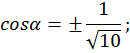 cosα = ± 1/√10 ;